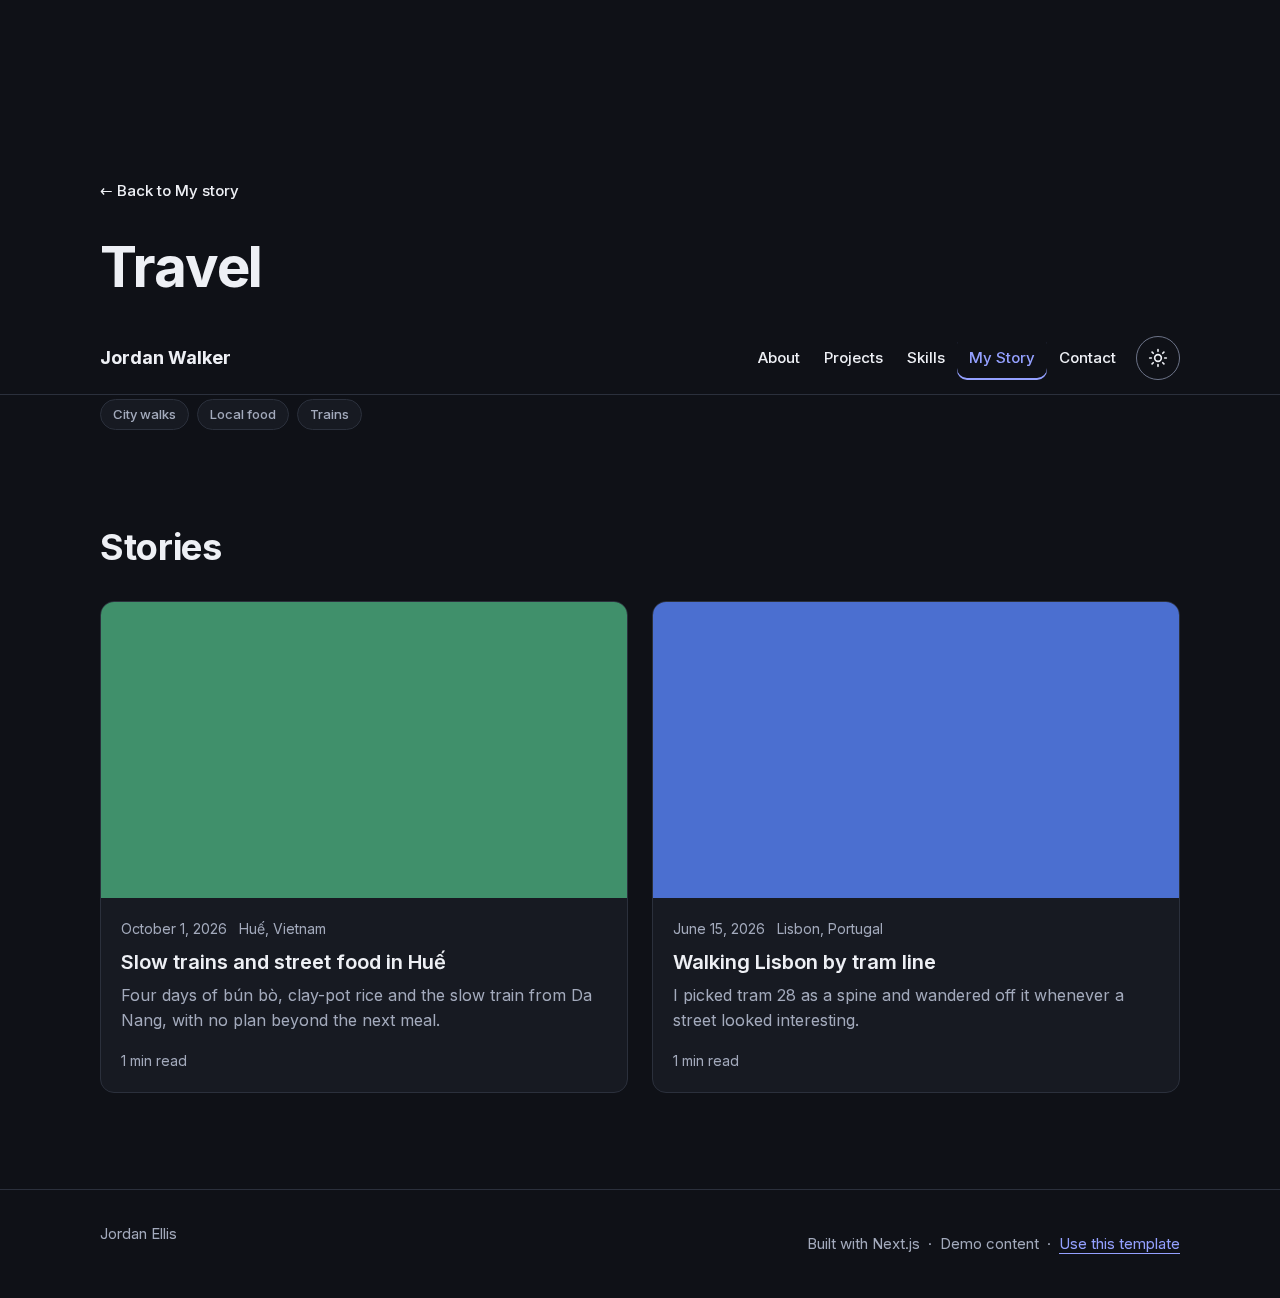 ← Back to My story
Travel
Jordan Walker
About Projects Skills My Story Contact
City walks Local food Trains
Stories
October 1, 2026 Huế, Vietnam
Slow trains and street food in Huế
Four days of bún bò, clay-pot rice and the slow train from Da
Nang, with no plan beyond the next meal.
1 min read
June 15, 2026 Lisbon, Portugal
Walking Lisbon by tram line
I picked tram 28 as a spine and wandered off it whenever a
street looked interesting.
1 min read
Jordan Ellis
Built with Next.js · Demo content · Use this template